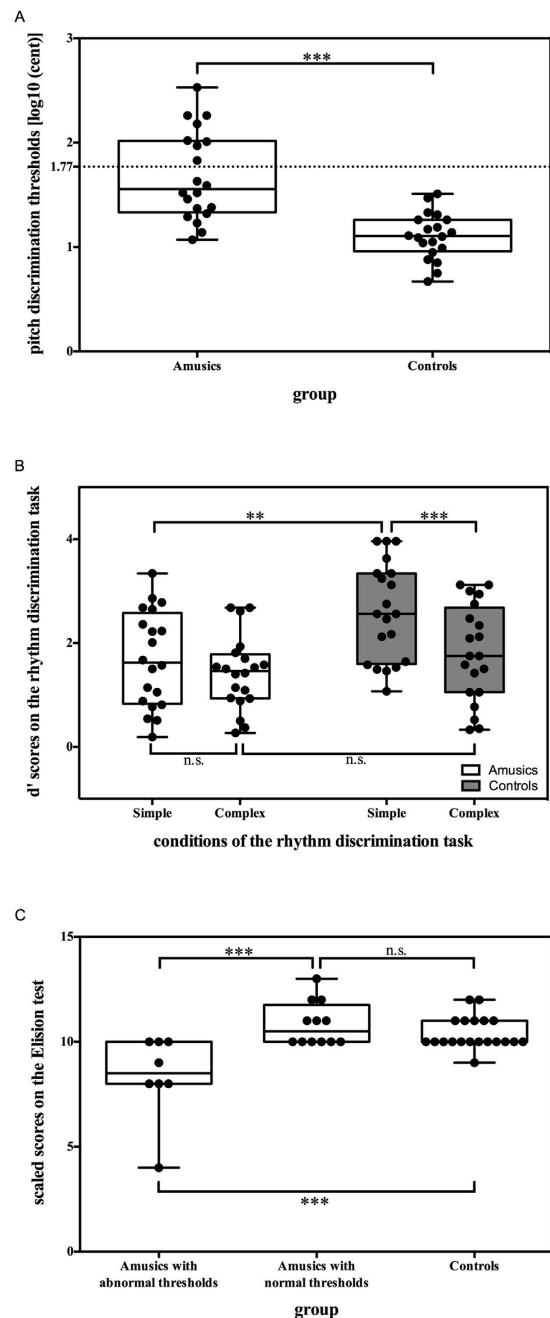 A
pitch discrimination thresholds [log10 (cent)]
3
2
1.77
1
0
***
Amusics
Controls
group
B
d' scores on the rhythm discrimination task
4
2
0
**
***
n.s.
n.s.
Amusics
Controls
Simple
Complex
Simple
Complex
conditions of the rhythm discrimination task
C
scaled scores on the Elision test
15
10
5
0
***
n.s.
***
Amusics with
abnormal thresholds
Amusics with
normal thresholds
Controls
group